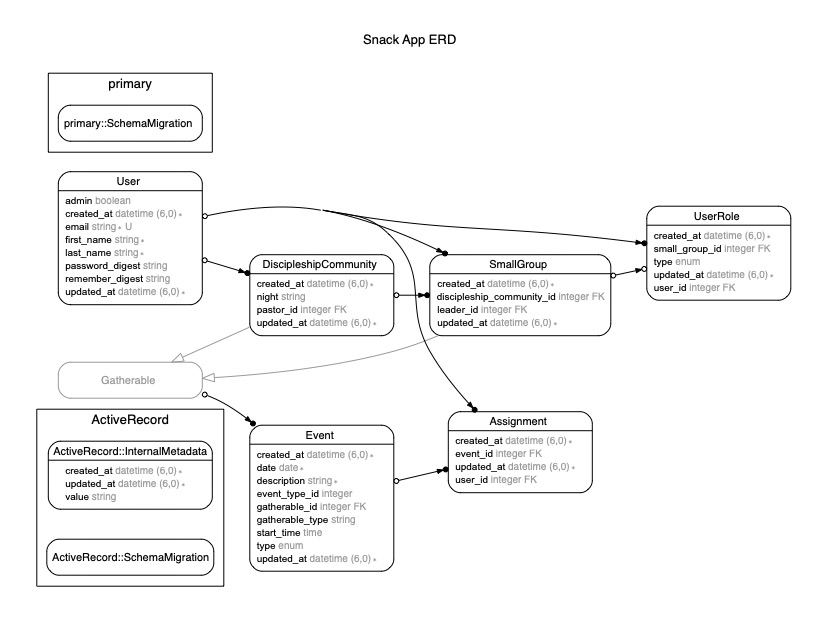 Snack App ERD
primary
primary::SchemaMigration
User
admin boolean
created_at datetime (6,0) ∗
email string ∗ U
first_name string ∗
last_name string ∗
password_digest string
remember_digest string
updated_at datetime (6,0) ∗
DiscipleshipCommunity
created_at datetime (6,0) ∗
night string
pastor_id integer FK
updated_at datetime (6,0) ∗
SmallGroup
created_at datetime (6,0) ∗
discipleship_community_id integer FK
leader_id integer FK
updated_at datetime (6,0) ∗
UserRole
created_at datetime (6,0) ∗
small_group_id integer FK
type enum
updated_at datetime (6,0) ∗
user_id integer FK
Gatherable
ActiveRecord
ActiveRecord::InternalMetadata
created_at datetime (6,0) ∗
updated_at datetime (6,0) ∗
value string
ActiveRecord::SchemaMigration
Event
created_at datetime (6,0) ∗
date date ∗
description string ∗
event_type_id integer
gatherable_id integer FK
gatherable_type string
start_time time
type enum
updated_at datetime (6,0) ∗
Assignment
created_at datetime (6,0) ∗
event_id integer FK
updated_at datetime (6,0) ∗
user_id integer FK